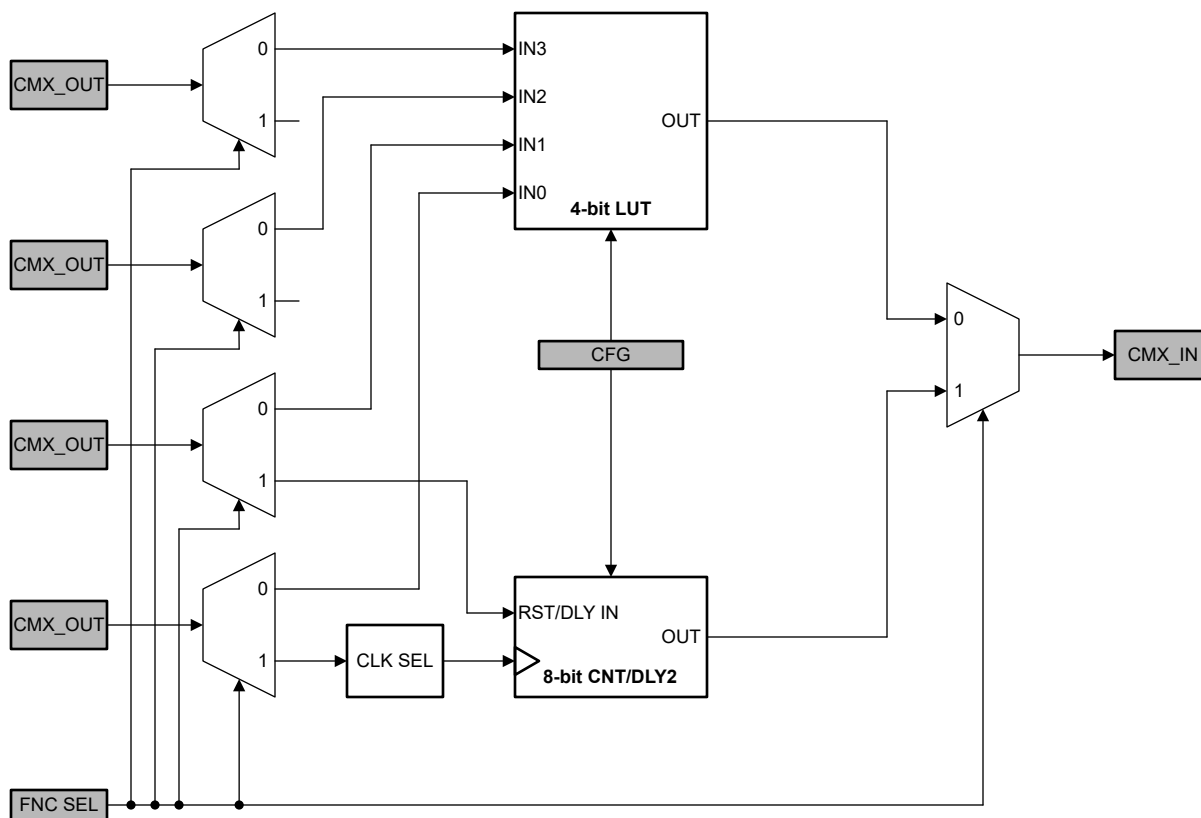 0
IN3
CMX_OUT
IN2
1
OUT
IN1
IN0
4-bit LUT
0
CMX_OUT
1
0
CFG
CMX_IN
1
0
CMX_OUT
1
0
RST/DLY IN
CMX_OUT
OUT
1
CLK SEL
8-bit CNT/DLY2
FNC SEL